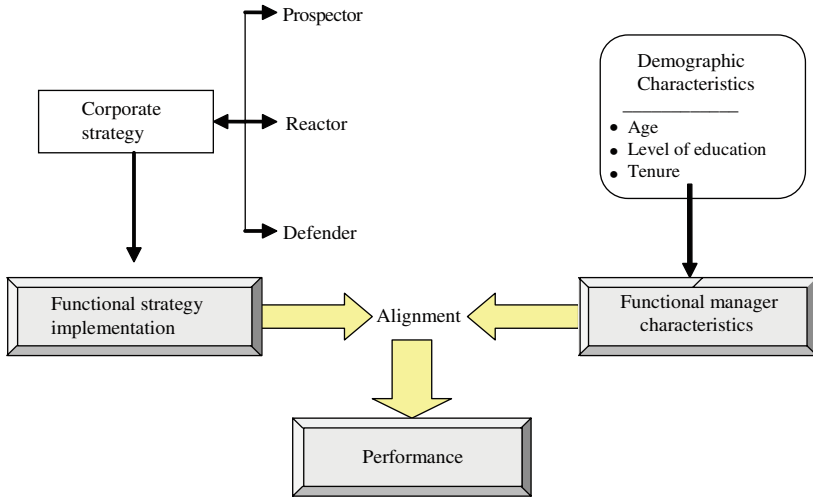 Prospector
Corporate
strategy
Reactor
Defender
Demographic
Characteristics
• Age
• Level of education
• Tenure
Functional strategy
implementation
Alignment
Functional manager
characteristics
Performance